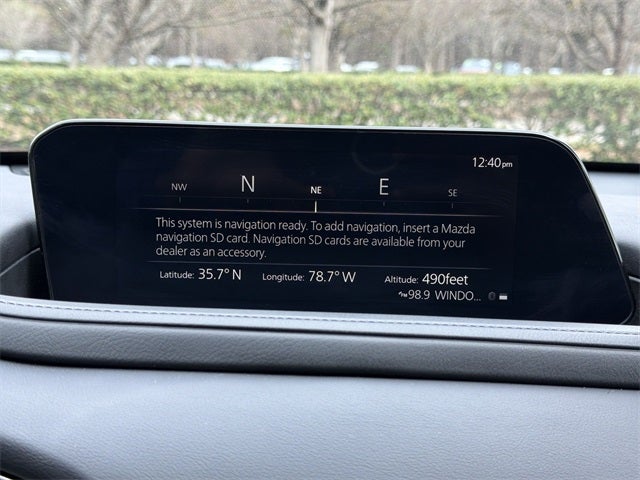 12:40pm
NW N NE E SE
This system is navigation ready. To add navigation, insert a Mazda
navigation SD card. Navigation SD cards are available from your
dealer as an accessory.
Latitude: 35.7° N Longitude: 78.7° W Altitude: 490feet
98.9 WINDO...